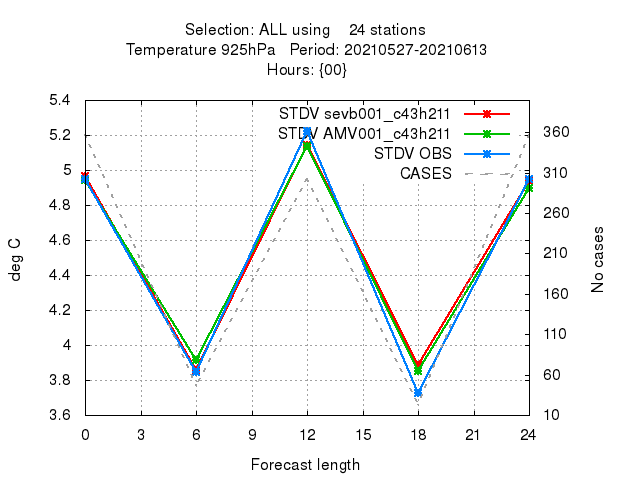 Selection: ALL using 24 stations
Temperature 925hPa Period: 20210527-20210613
Hours: {00}
STDV sevb001_c43h211
STDV AMV001_c43h211
STDV OBS
CASES
5.4
5.2
5
4.8
4.6
4.4
4.2
4
3.8
3.6
deg C
360
310
260
210
160
110
60
10
No cases
0 3 6 9 12 15 18 21 24
Forecast length